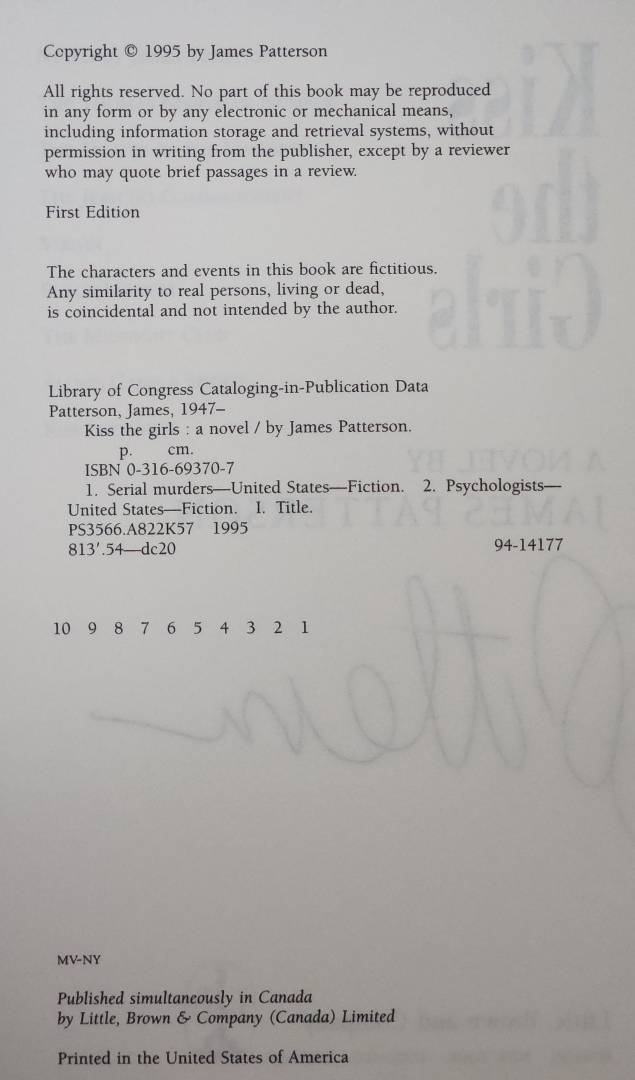 Copyright © 1995 by James Patterson
All rights reserved. No part of this book may be reproduced
in any form or by any electronic or mechanical means,
including information storage and retrieval systems, without
permission in writing from the publisher, except by a reviewer
who may quote brief passages in a review.
First Edition
The characters and events in this book are fictitious.
Any similarity to real persons, living or dead,
is coincidental and not intended by the author.
Library of Congress Cataloging-in-Publication Data
Patterson, James, 1947–
Kiss the girls : a novel / by James Patterson.
p. cm.
ISBN 0-316-69370-7
1. Serial murders—United States—Fiction. 2. Psychologists—
United States—Fiction. I. Title.
PS3566.A822K57 1995
813′.54—dc20 94-14177
10 9 8 7 6 5 4 3 2 1
MV-NY
Published simultaneously in Canada
by Little, Brown & Company (Canada) Limited
Printed in the United States of America
Kiss
the
Girls
A NOVEL BY
JAMES PATTERSON